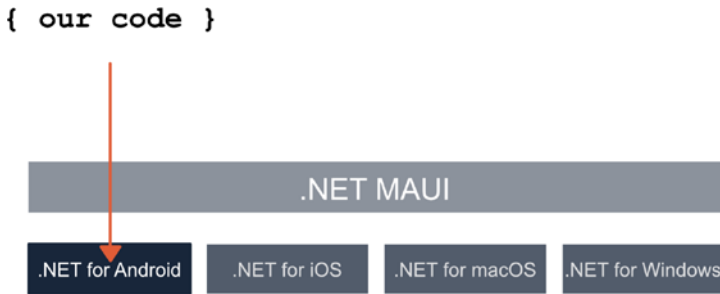 { our code }
.NET MAUI
.NET for Android
.NET for iOS
.NET for macOS
.NET for Windows